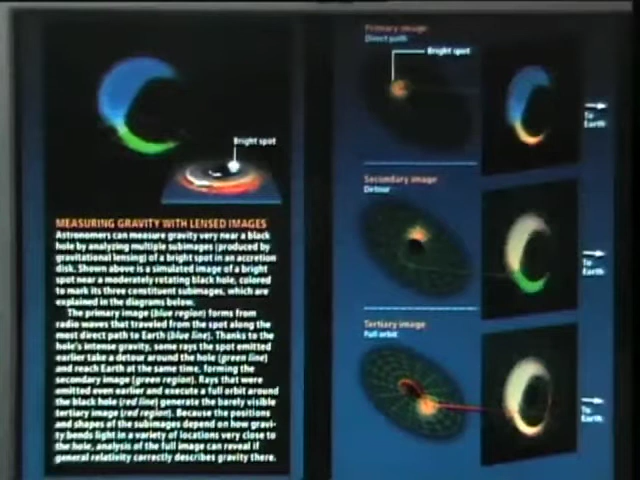 Bright spot
MEASURING GRAVITY WITH LENSED IMAGES
Astronomers can measure gravity very near a black
hole by analyzing multiple subimages (produced by
gravitational lensing) of a bright spot in an accretion
disk. Shown above is a simulated image of a bright
spot near a moderately rotating black hole, colored
to mark its three constituent subimages, which are
explained in the diagrams below.
The primary image (blue region) forms from
radio waves that traveled from the spot along the
most direct path to Earth (blue line). Thanks to the
hole's intense gravity, some rays the spot emitted
earlier take a detour around the hole (green line)
and reach Earth at the same time, forming the
secondary image (green region). Rays that were
emitted even earlier and execute a full orbit around
the black hole (red line) generate the barely visible
tertiary image (red region). Because the positions
and shapes of the subimages depend on how gravi-
ty bends light in a variety of locations very close to
the hole, analysis of the full image can reveal if
general relativity correctly describes gravity there.
Primary image
Direct path
Bright spot
To
Earth
Secondary image
Detour
To
Earth
Tertiary image
Full orbit
To
Earth